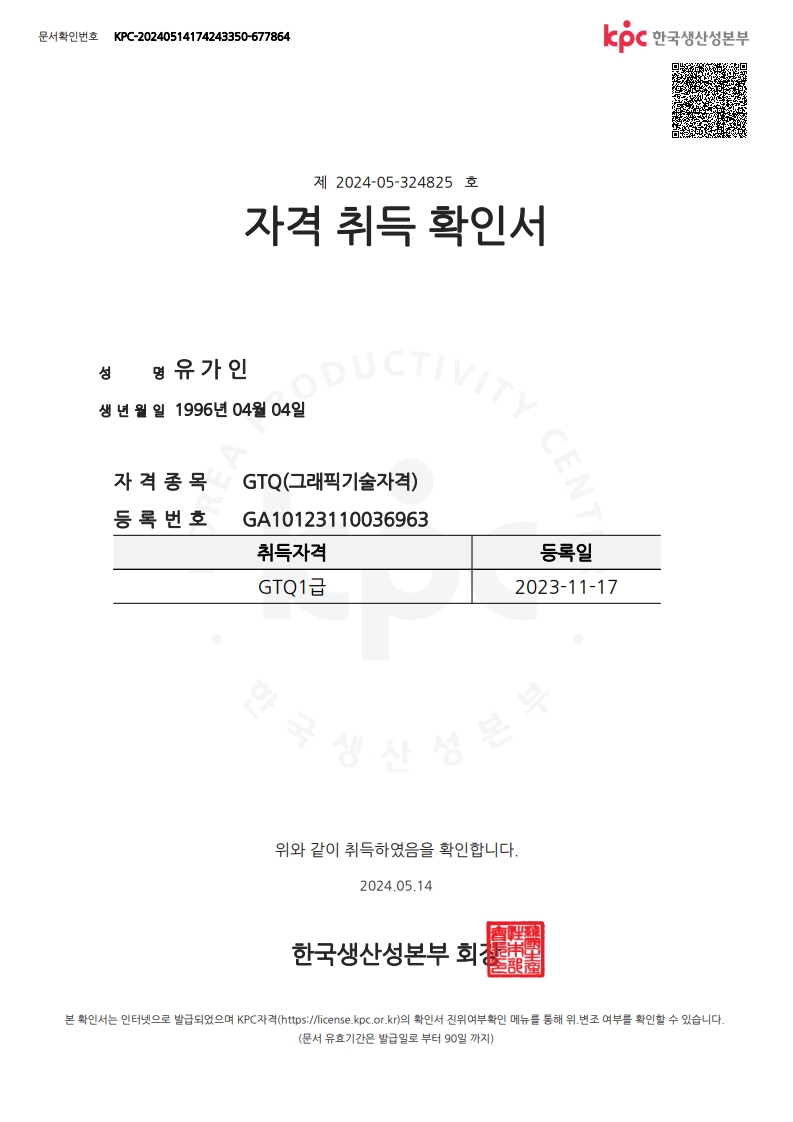 문서확인번호 KPC-20240514174243350-677864
kpc 한국생산성본부
제 2024-05-324825 호
자격 취득 확인서
성 명 유 가 인
생 년 월 일 1996년 04월 04일
자 격 종 목 GTQ(그래픽기술자격)
등 록 번 호 GA10123110036963
취득자격 등록일
GTQ1급 2023-11-17
KOREA PRODUCTIVITY CENTER
kpc
한국생산성본부
위와 같이 취득하였음을 확인합니다.
2024.05.14
한국생산성본부 회장
본 확인서는 인터넷으로 발급되었으며 KPC자격(https://license.kpc.or.kr)의 확인서 진위여부확인 메뉴를 통해 위.변조 여부를 확인할 수 있습니다.
(문서 유효기간은 발급일로 부터 90일 까지)